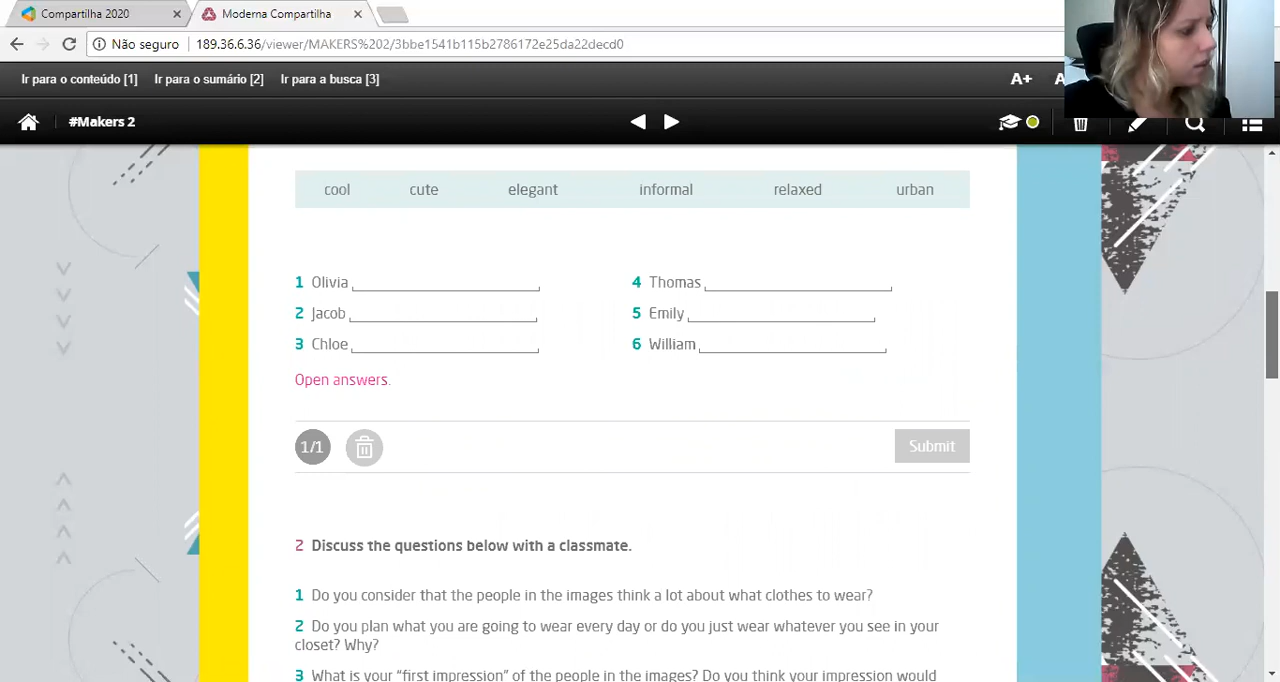 Compartilha 2020
Moderna Compartilha
Não seguro 189.36.6.36/viewer/MAKERS%202/3bbe1541b115b2786172e25da22decd0
Ir para o conteúdo [1] Ir para o sumário [2] Ir para a busca [3] A+
#Makers 2
cool cute elegant informal relaxed urban
1 Olivia
2 Jacob
3 Chloe
4 Thomas
5 Emily
6 William
Open answers.
1/1 Submit
2 Discuss the questions below with a classmate.
1 Do you consider that the people in the images think a lot about what clothes to wear?
2 Do you plan what you are going to wear every day or do you just wear whatever you see in your
closet? Why?
3 What is your “first impression” of the people in the images? Do you think your impression would